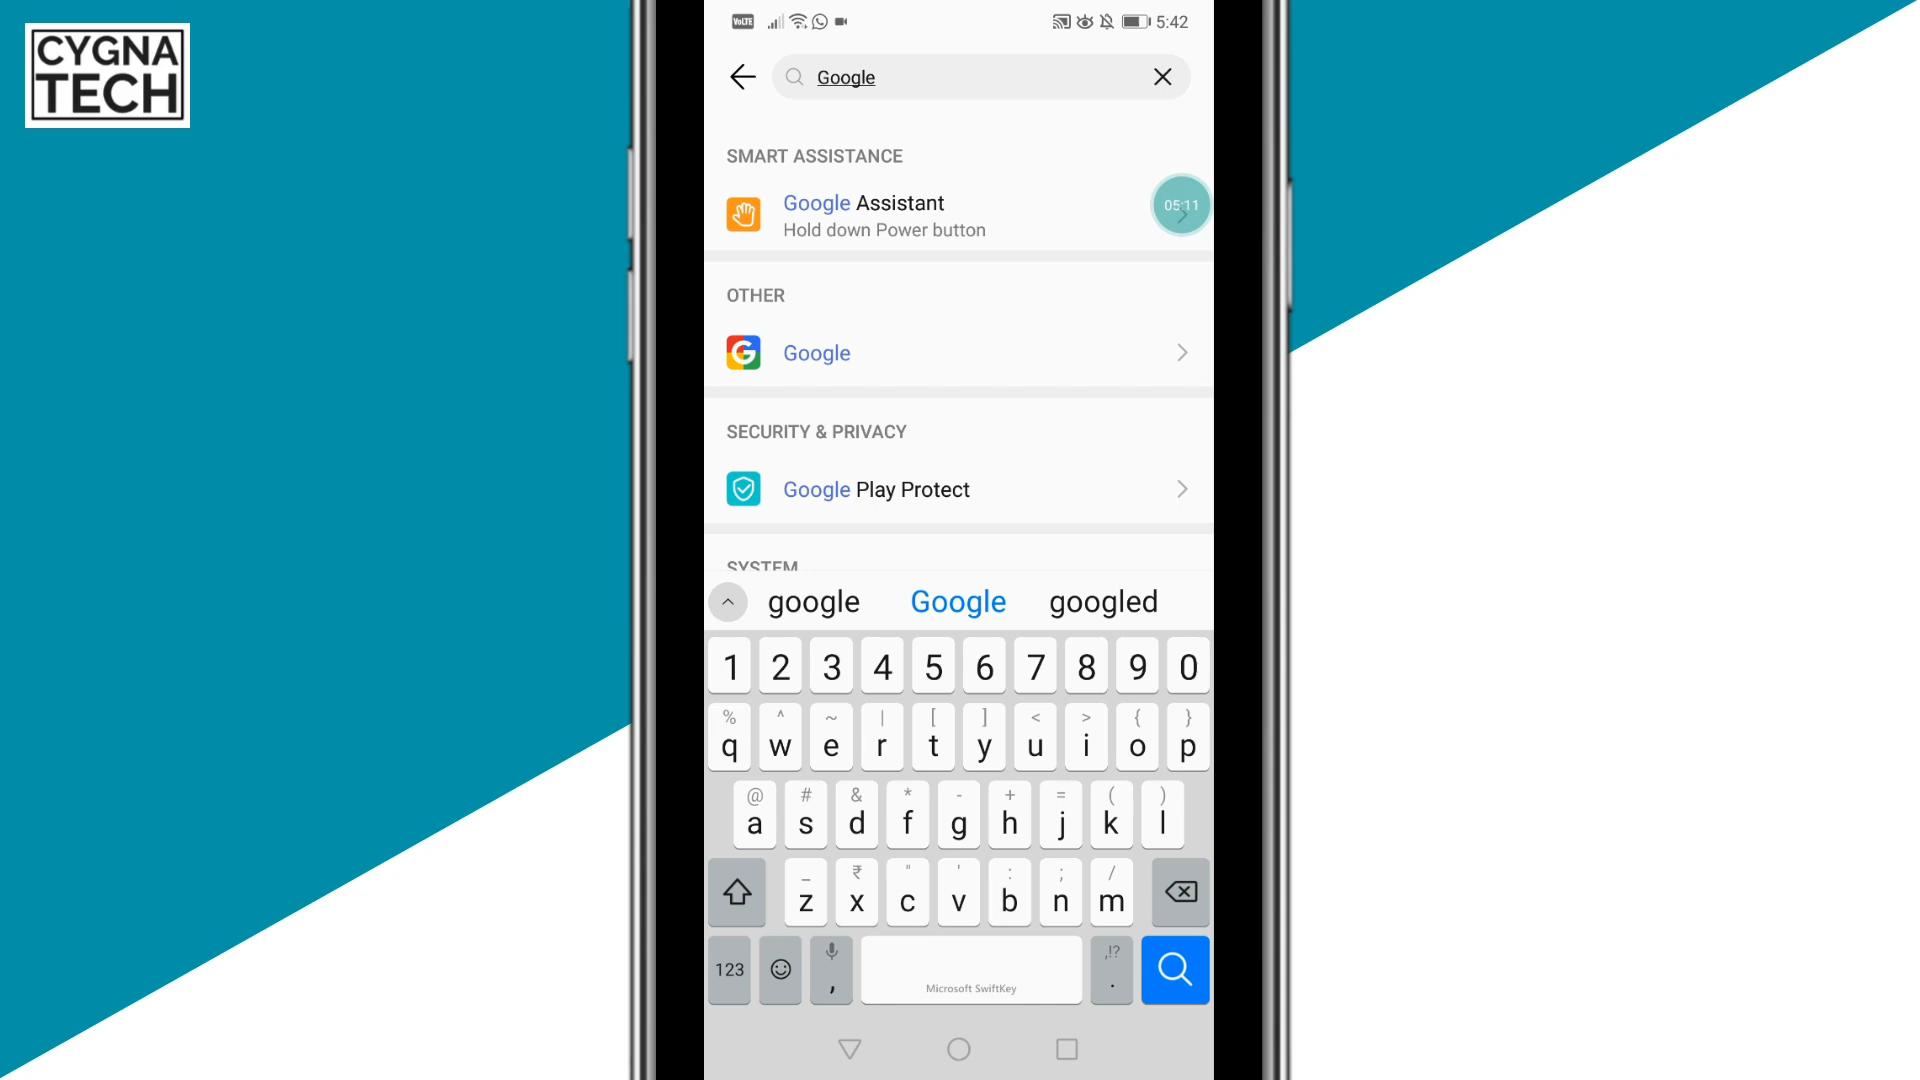 CYGNA
TECH
VoLTE
5:42
Google
SMART ASSISTANCE
Google Assistant
Hold down Power button
05:11
OTHER
Google
SECURITY & PRIVACY
Google Play Protect
SYSTEM
google Google googled
1 2 3 4 5 6 7 8 9 0
% ^ ~ | [ ] < > { }
q w e r t y u i o p
@ # & * - + = ( )
a s d f g h j k l
_ ₹ " ' : ; /
z x c v b n m
123 , ,!? .
Microsoft SwiftKey